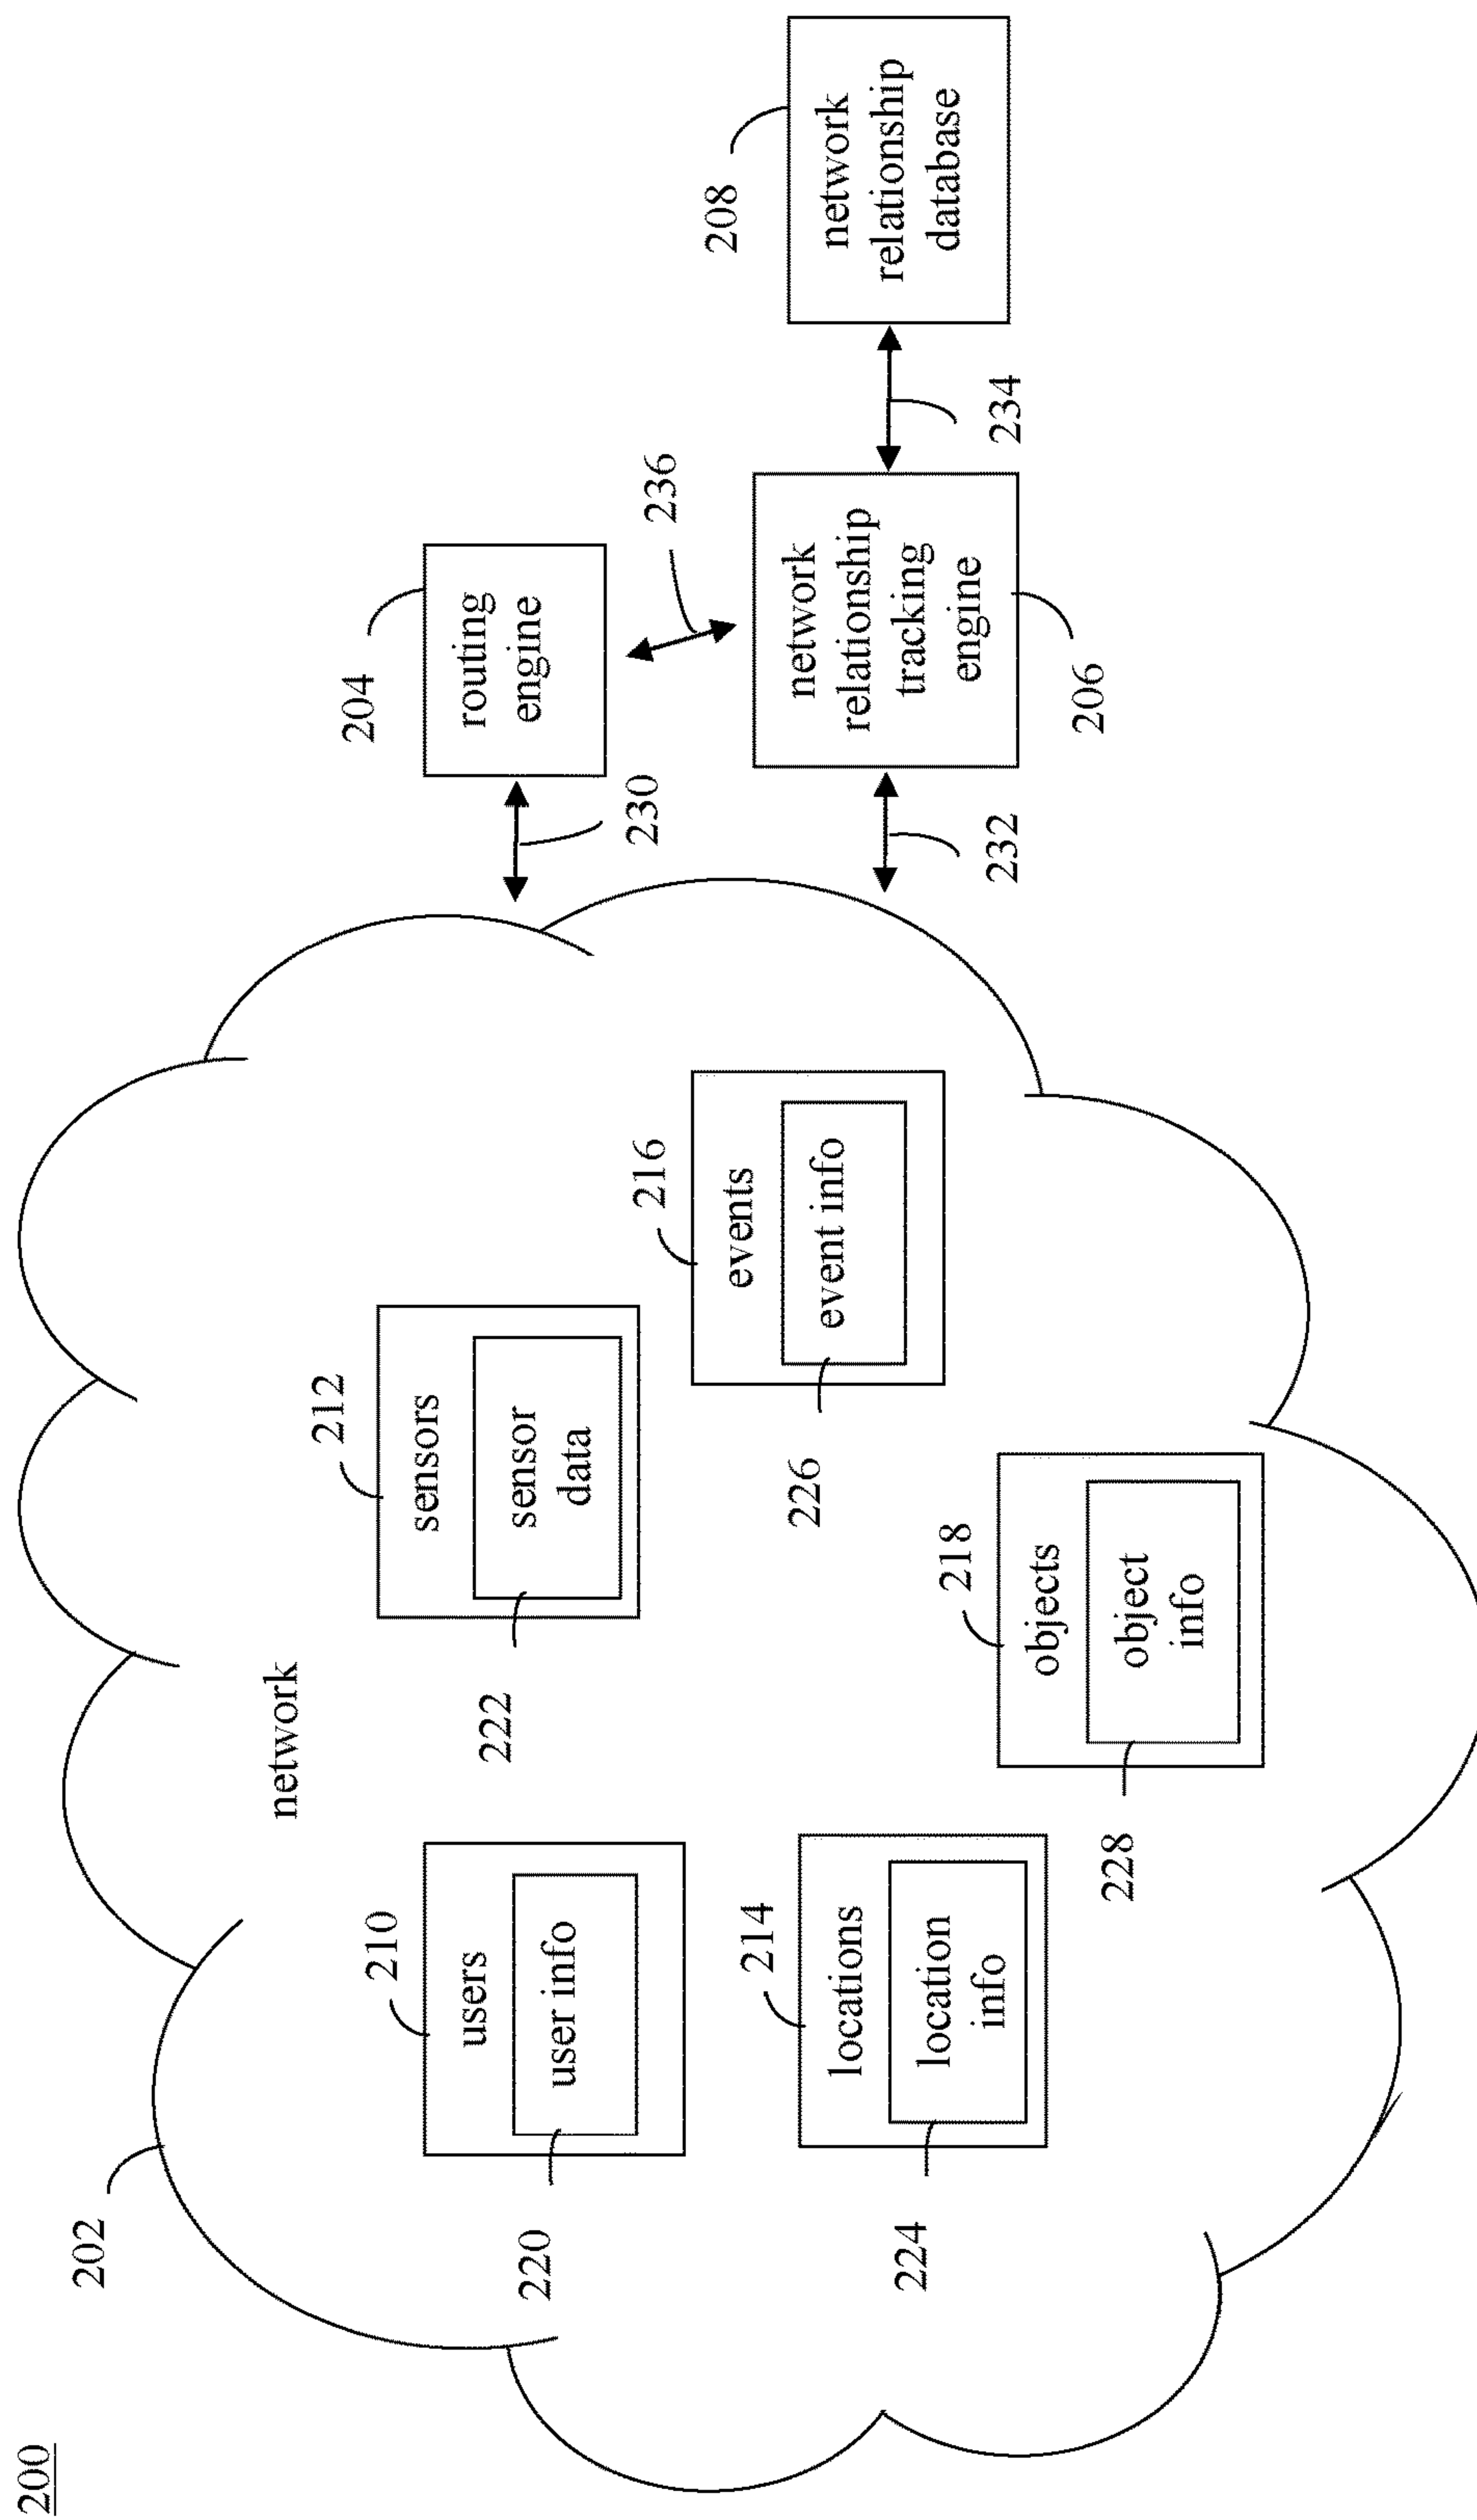 200
202
network
210
users
user info
220
212
sensors
sensor
data
222
214
locations
location
info
224
216
events
event info
226
218
objects
object
info
228
204
routing
engine
230
236
network
relationship
tracking
engine
206
232
234
208
network
relationship
database